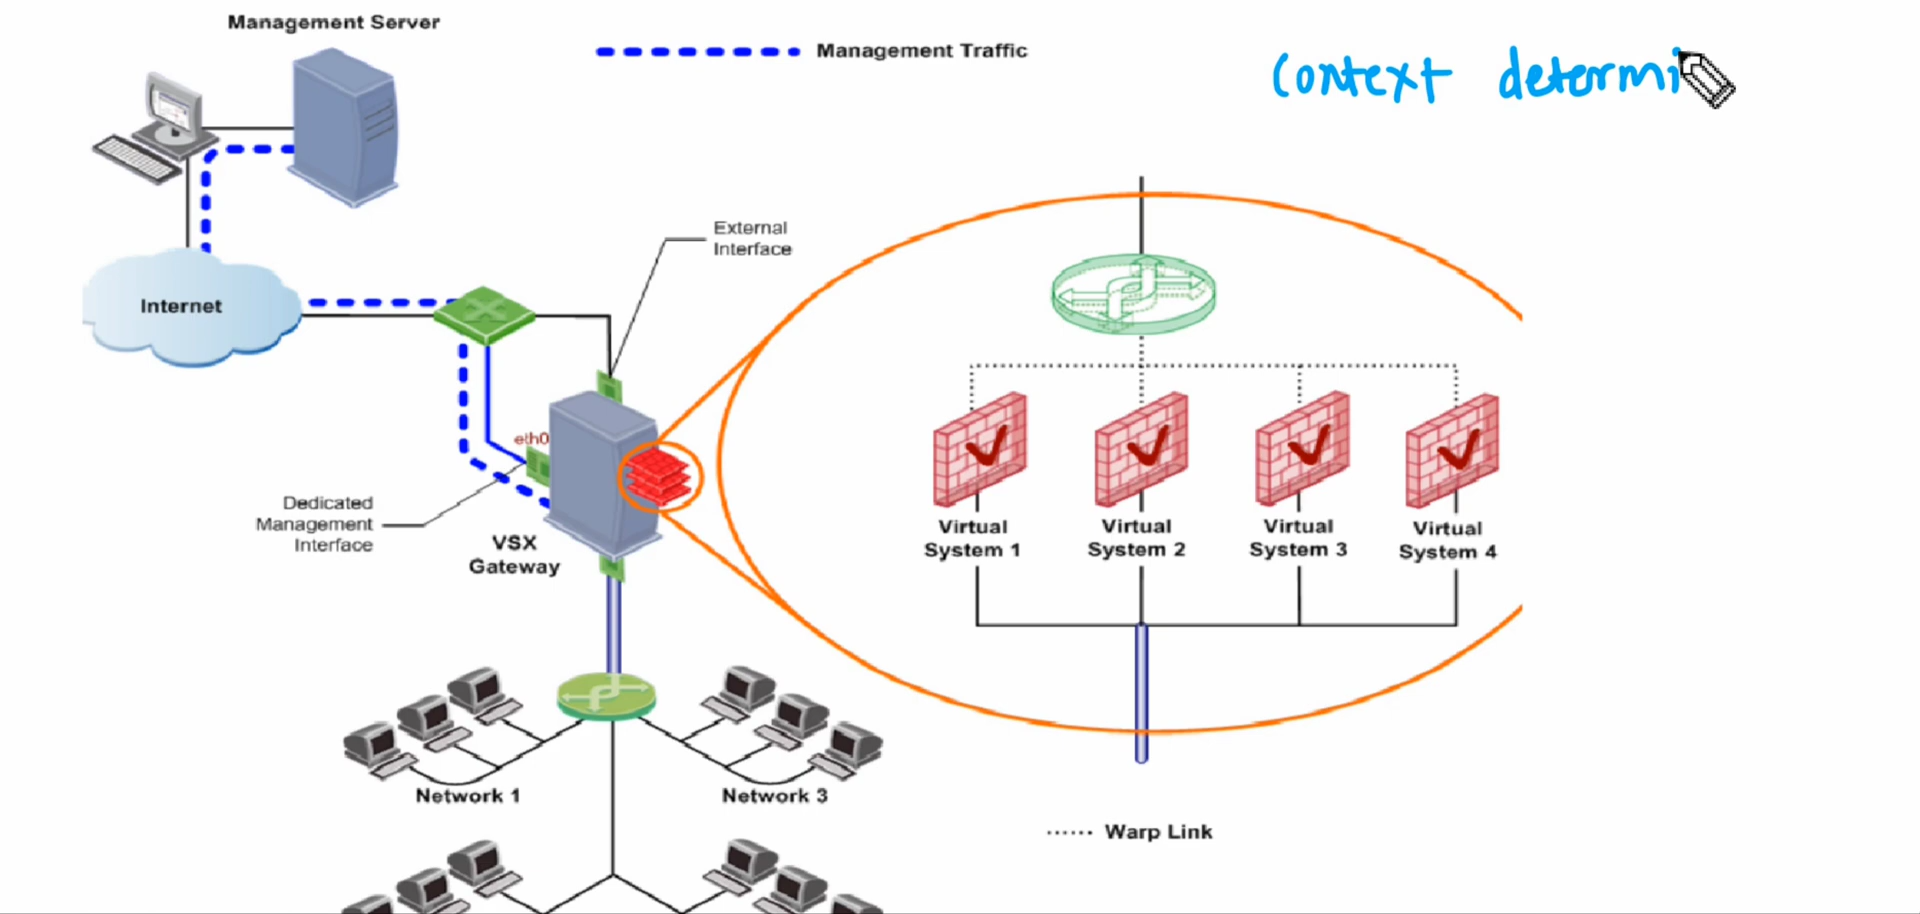 Management Server
Management Traffic
Context determi
External
Interface
Internet
eth0
Dedicated
Management
Interface
VSX
Gateway
Virtual
System 1
Virtual
System 2
Virtual
System 3
Virtual
System 4
Network 1
Network 3
Warp Link